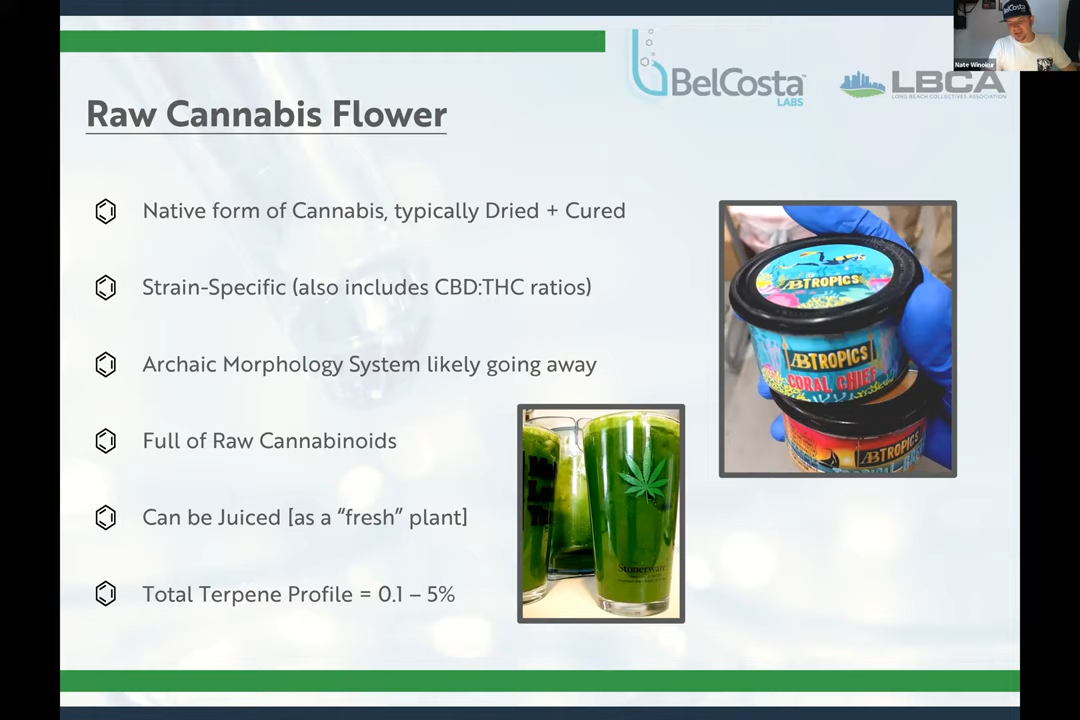 BelCosta
Nate Winokur
BelCosta™
LABS
LBCA
LONG BEACH COLLECTIVES ASSOCIATION
Raw Cannabis Flower
Native form of Cannabis, typically Dried + Cured
Strain-Specific (also includes CBD:THC ratios)
Archaic Morphology System likely going away
Full of Raw Cannabinoids
Can be Juiced [as a “fresh” plant]
Total Terpene Profile = 0.1 – 5%
ABTROPICS
ABTROPICS
CORAL CHIEF
ABTROPICS
Stonerware